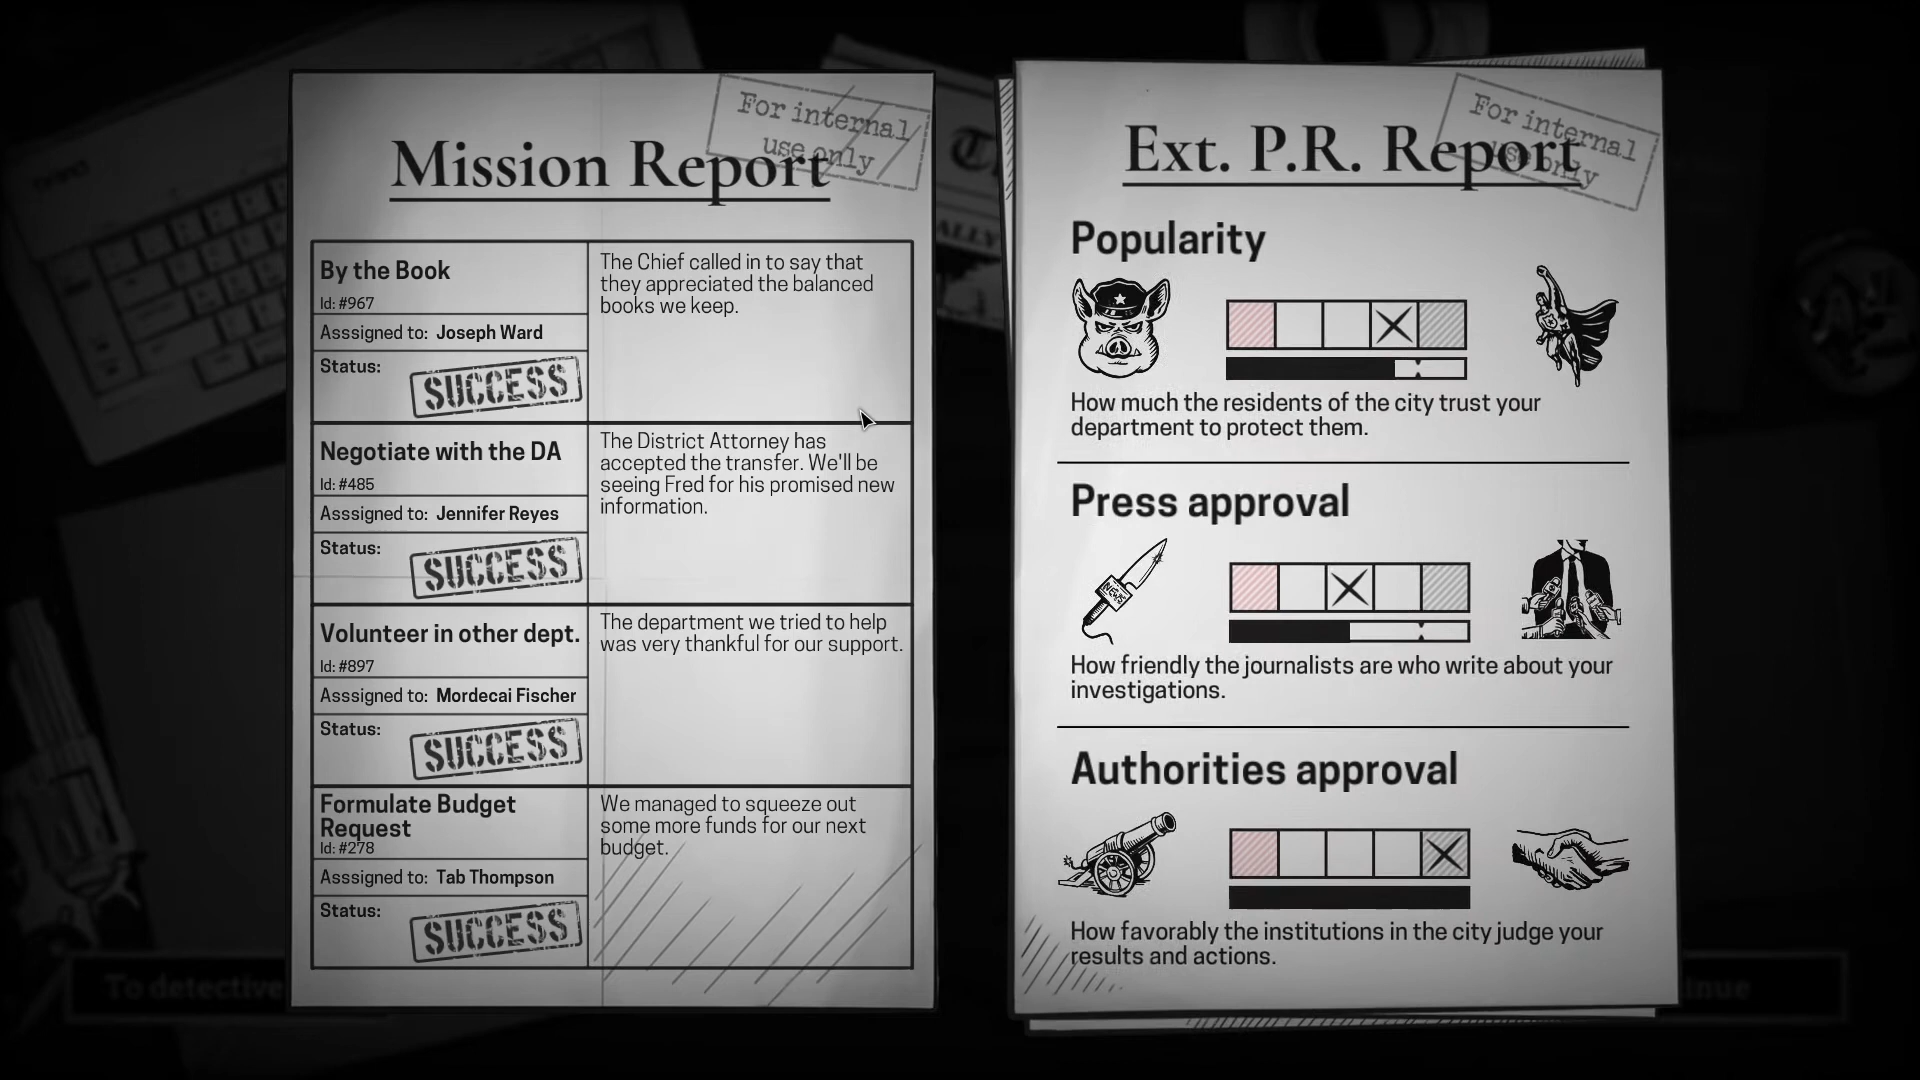 For internal
use only
Mission Report
By the Book
Id: #967
Asssigned to: Joseph Ward
Status:
SUCCESS
The Chief called in to say that
they appreciated the balanced
books we keep.
Negotiate with the DA
Id: #485
Asssigned to: Jennifer Reyes
Status:
SUCCESS
The District Attorney has
accepted the transfer. We'll be
seeing Fred for his promised new
information.
Volunteer in other dept.
Id: #897
Asssigned to: Mordecai Fischer
Status:
SUCCESS
The department we tried to help
was very thankful for our support.
Formulate Budget
Request
Id: #278
Asssigned to: Tab Thompson
Status:
SUCCESS
We managed to squeeze out
some more funds for our next
budget.
For internal
use only
Ext. P.R. Report
Popularity
How much the residents of the city trust your
department to protect them.
Press approval
NEWS
How friendly the journalists are who write about your
investigations.
Authorities approval
How favorably the institutions in the city judge your
results and actions.
To detective